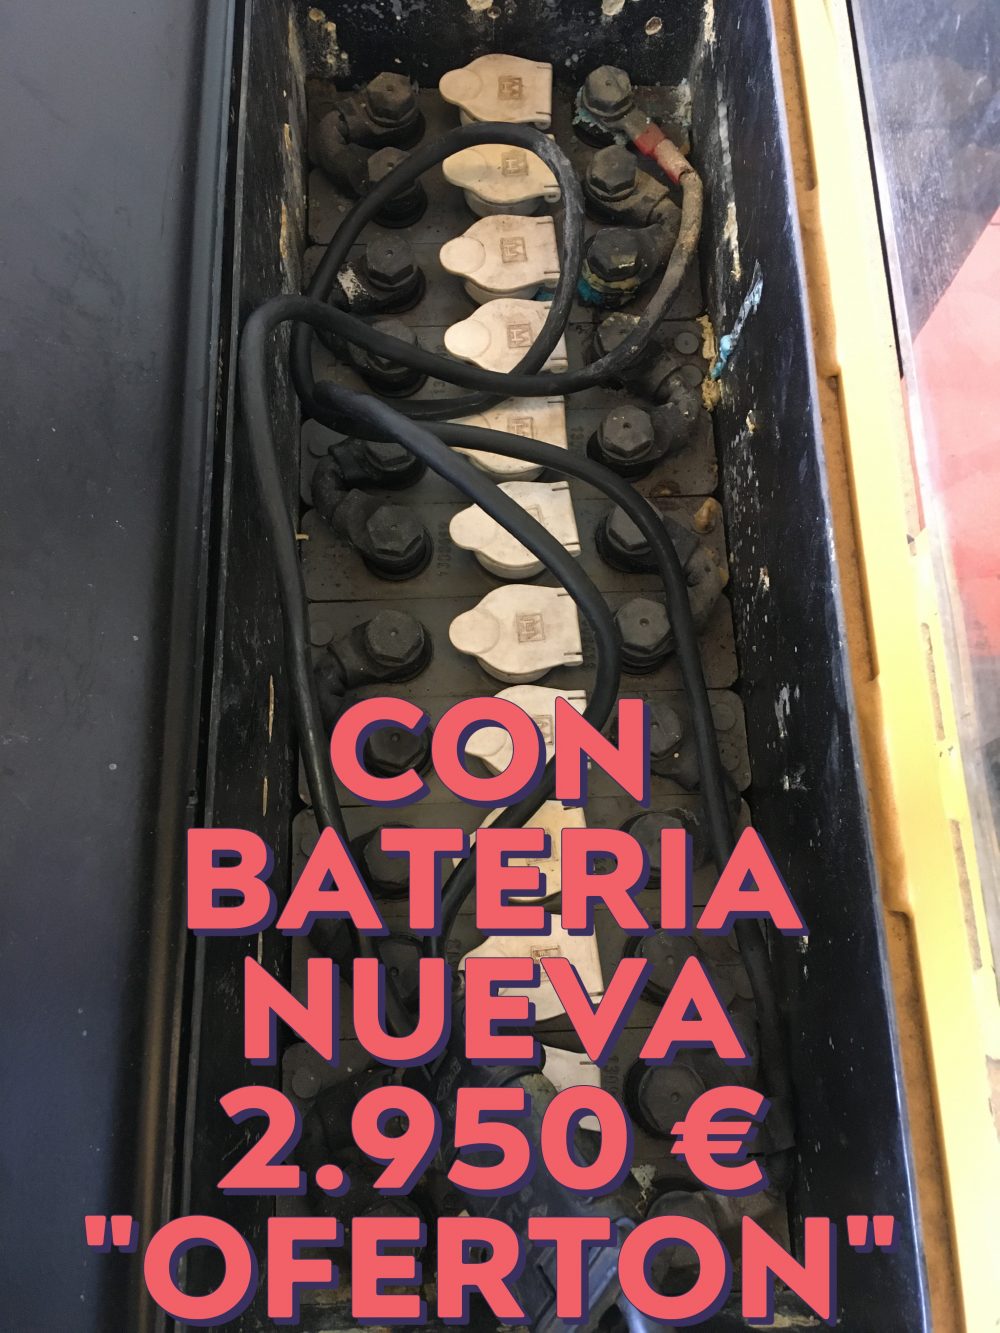 CON
BATERIA
NUEVA
2.950 €
"OFERTON"